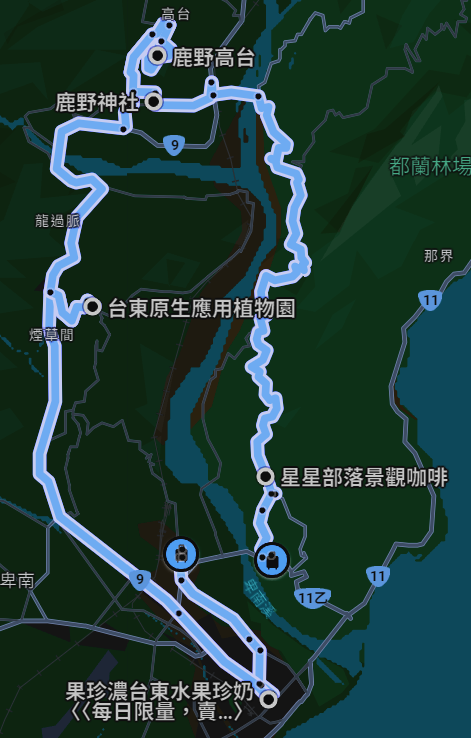 高台
鹿野高台
鹿野神社
9
都蘭林場
龍過脈
那界
11
台東原生應用植物園
煙草間
星星部落景觀咖啡
卑南
9
卑南溪
11乙
11
果珍濃台東水果珍奶
〈〈每日限量，賣...〉